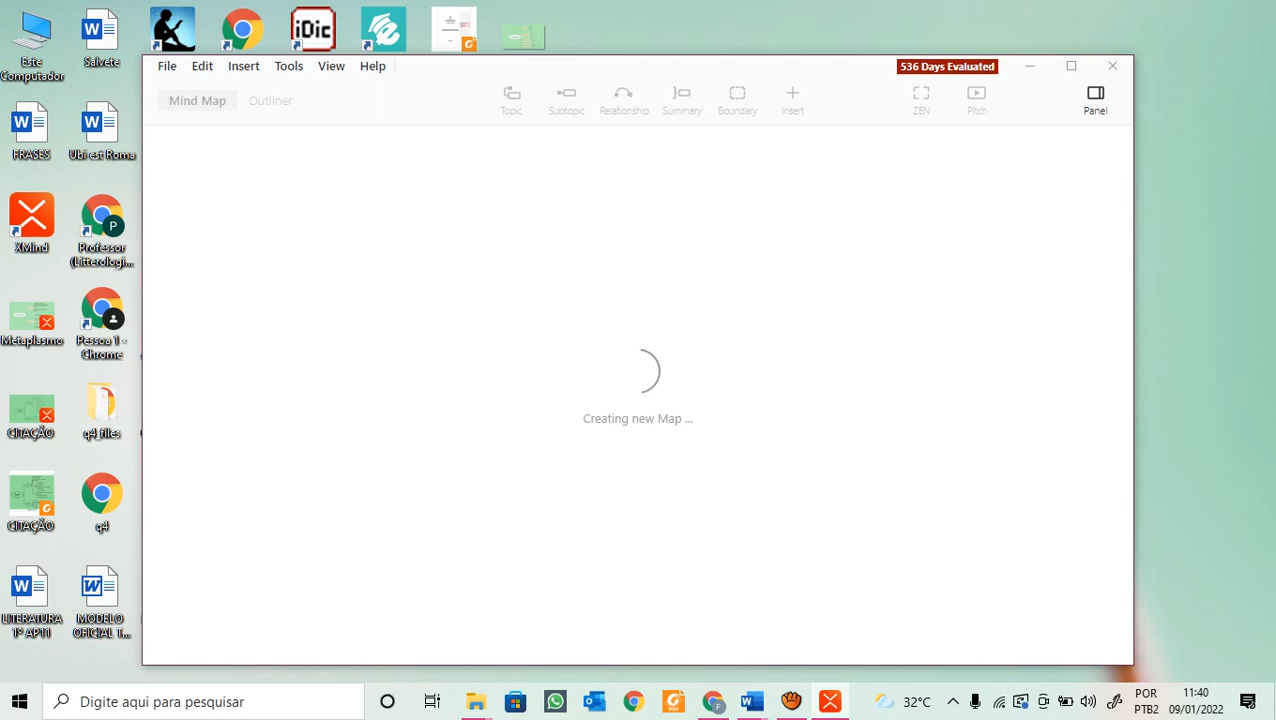 iDic
Este
Computador
Salvete
FRASES
Ubi est Roma
XMind
P
Professor
(Litterologi...
Metaplasmo
Pessoa 1 -
Chrome
CITAÇÃO
q4 files
CITAÇÃO
q4
LITERATURA
1º AP11
MODELO
OFICIAL T...
File Edit Insert Tools View Help
536 Days Evaluated
Mind Map Outliner
Topic Subtopic Relationship Summary Boundary Insert ZEN Pitch Panel
Creating new Map ...
Digite aqui para pesquisar
F
32°C
POR
PTB2
11:40
09/01/2022